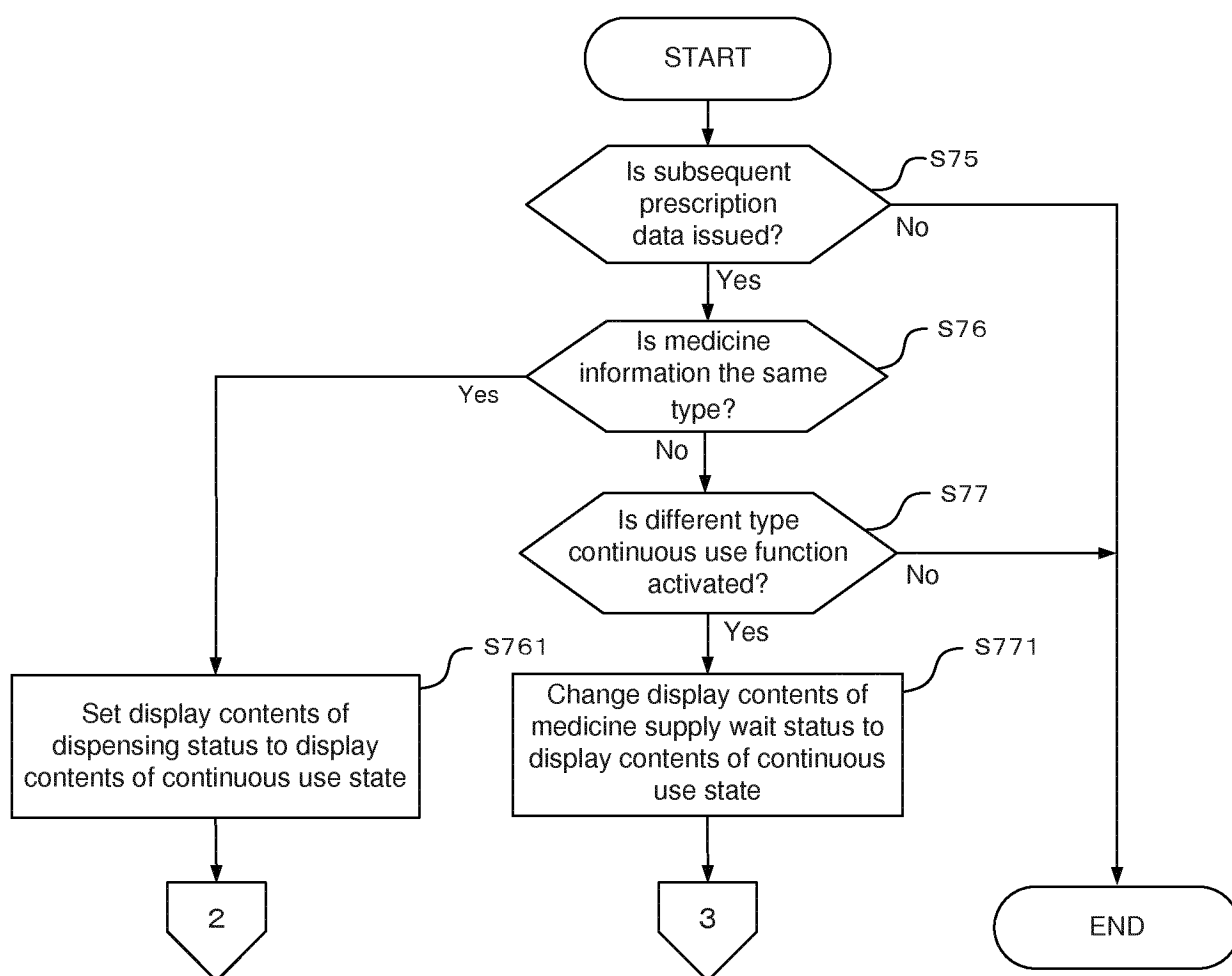 START
Is subsequent
prescription
data issued?
S75
No
Yes
Is medicine
information the same
type?
S76
Yes
No
Is different type
continuous use function
activated?
S77
No
Yes
S761
Set display contents of
dispensing status to display
contents of continuous use state
S771
Change display contents of
medicine supply wait status to
display contents of continuous
use state
2
3
END